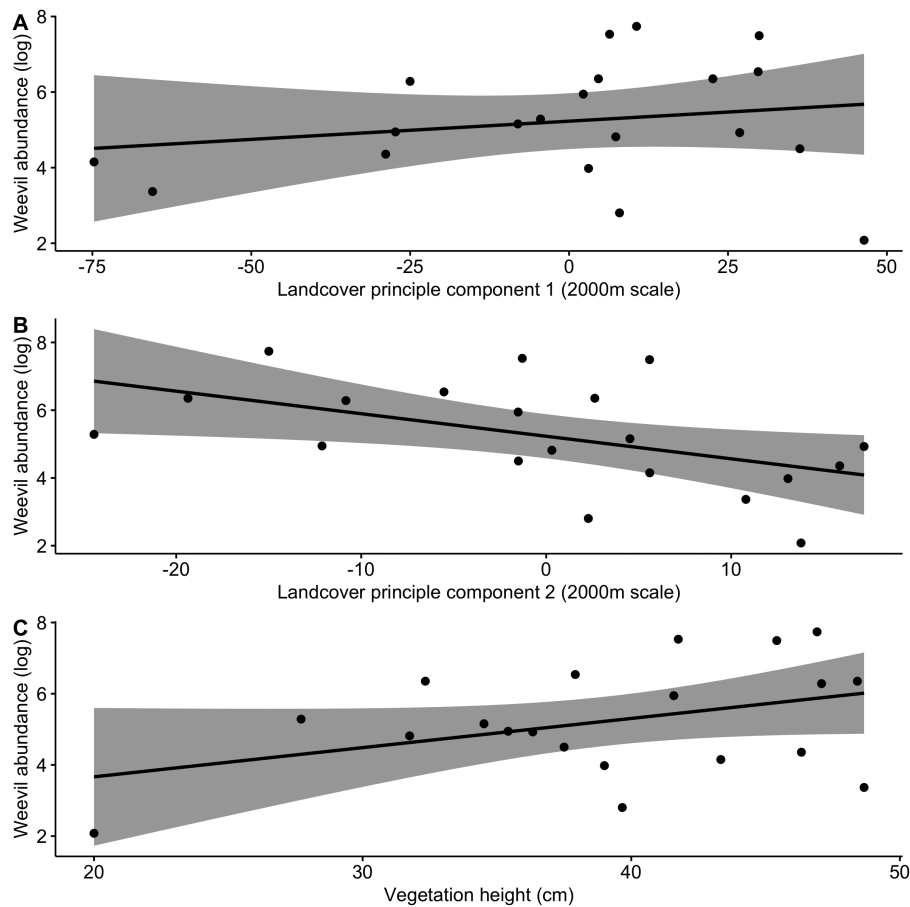 A
Weevil abundance (log)
8
6
4
2
-75 -50 -25 0 25 50
Landcover principle component 1 (2000m scale)
B
Weevil abundance (log)
8
6
4
2
-20 -10 0 10
Landcover principle component 2 (2000m scale)
C
Weevil abundance (log)
8
6
4
2
20 30 40 50
Vegetation height (cm)